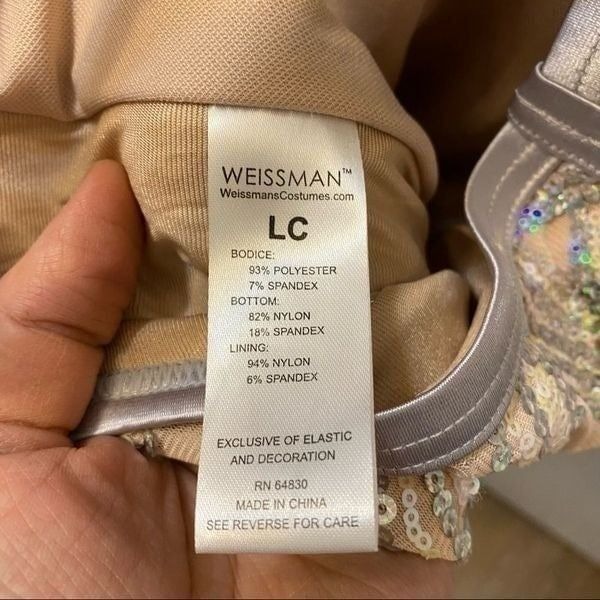 WEISSMAN™
WeissmansCostumes.com
LC
BODICE:
93% POLYESTER
7% SPANDEX
BOTTOM:
82% NYLON
18% SPANDEX
LINING:
94% NYLON
6% SPANDEX
EXCLUSIVE OF ELASTIC
AND DECORATION
RN 64830
MADE IN CHINA
SEE REVERSE FOR CARE